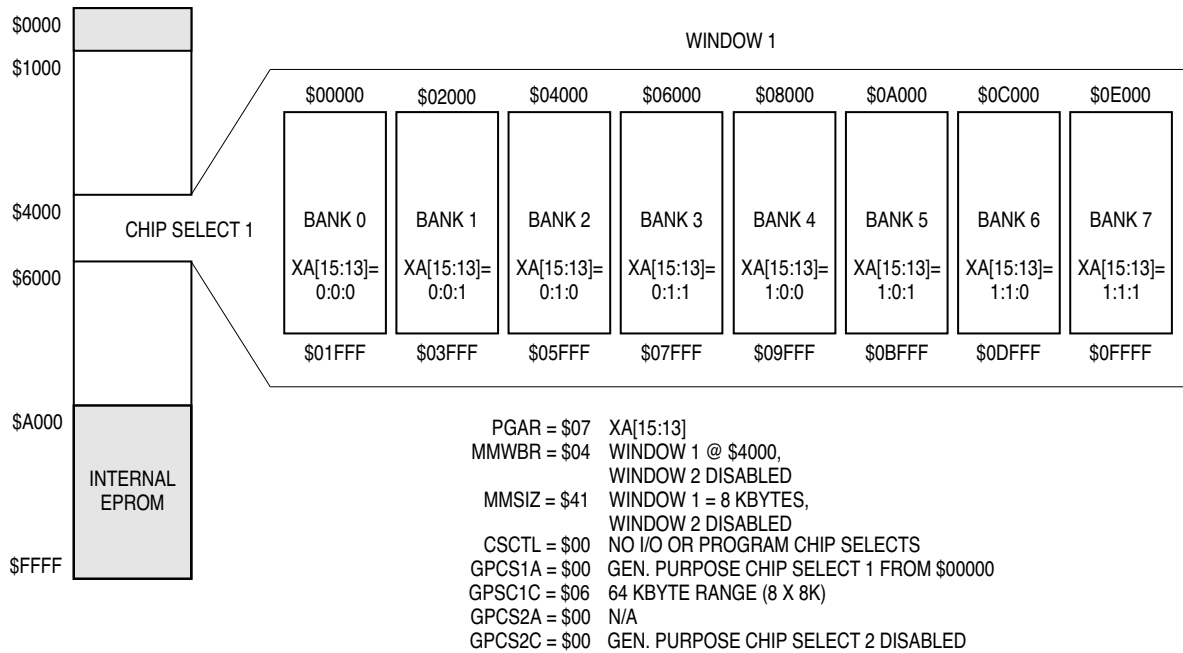 $0000
$1000
$4000
CHIP SELECT 1
$6000
$A000
INTERNAL
EPROM
$FFFF
WINDOW 1
$00000 $02000 $04000 $06000 $08000 $0A000 $0C000 $0E000
BANK 0 BANK 1 BANK 2 BANK 3 BANK 4 BANK 5 BANK 6 BANK 7
XA[15:13]= XA[15:13]= XA[15:13]= XA[15:13]= XA[15:13]= XA[15:13]= XA[15:13]= XA[15:13]=
0:0:0 0:0:1 0:1:0 0:1:1 1:0:0 1:0:1 1:1:0 1:1:1
$01FFF $03FFF $05FFF $07FFF $09FFF $0BFFF $0DFFF $0FFFF
PGAR = $07 XA[15:13]
MMWBR = $04 WINDOW 1 @ $4000,
WINDOW 2 DISABLED
MMSIZ = $41 WINDOW 1 = 8 KBYTES,
WINDOW 2 DISABLED
CSCTL = $00 NO I/O OR PROGRAM CHIP SELECTS
GPCS1A = $00 GEN. PURPOSE CHIP SELECT 1 FROM $00000
GPSC1C = $06 64 KBYTE RANGE (8 X 8K)
GPCS2A = $00 N/A
GPCS2C = $00 GEN. PURPOSE CHIP SELECT 2 DISABLED